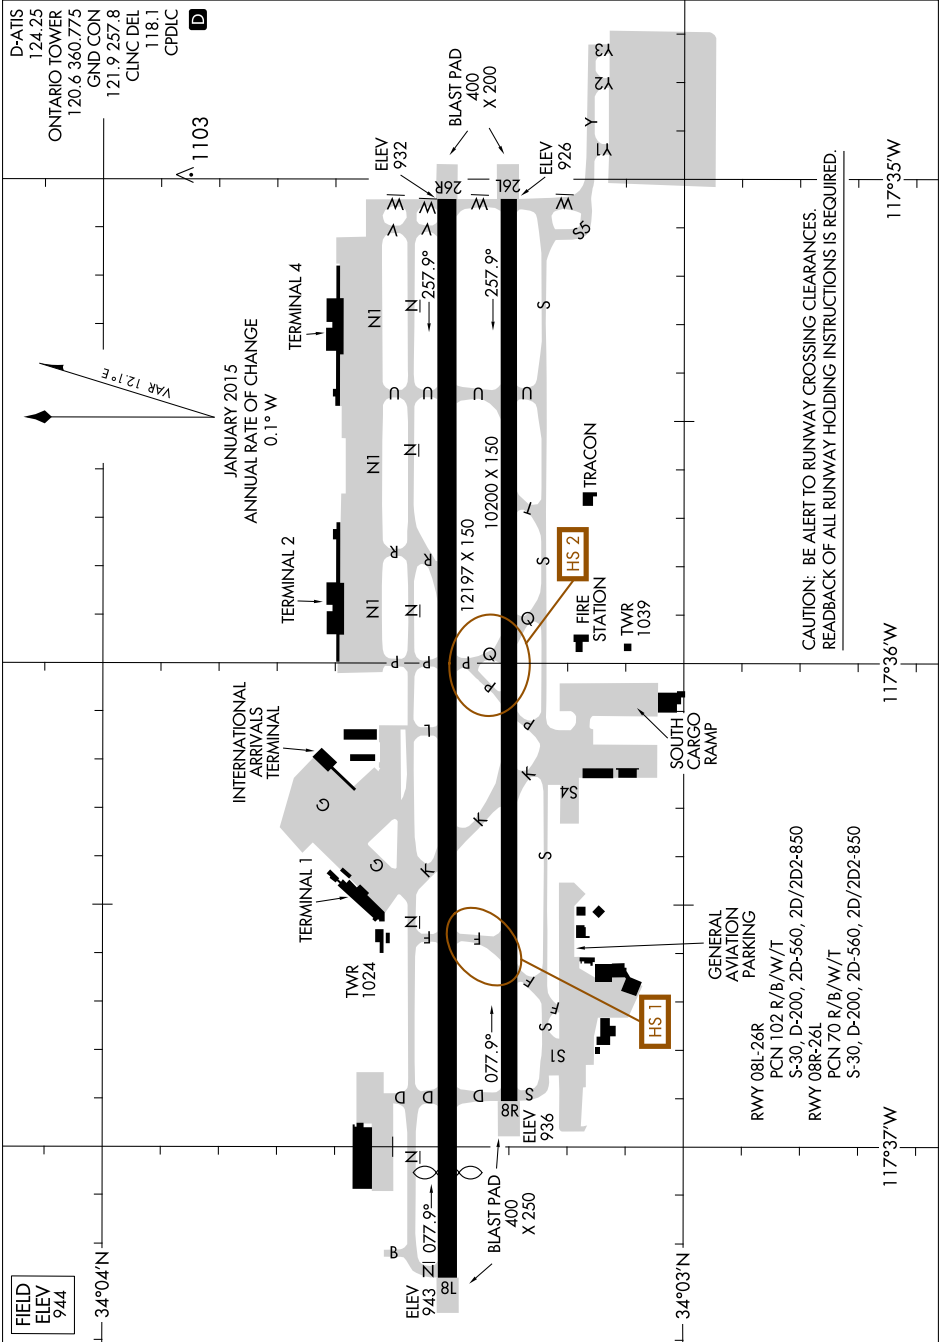 D-ATIS
124.25
ONTARIO TOWER
120.6 360.775
GND CON
121.9 257.8
CLNC DEL
118.1
CPDLC
D
1103
VAR 12.1° E
JANUARY 2015
ANNUAL RATE OF CHANGE
0.1° W
FIELD
ELEV
944
34°04'N
34°03'N
117°35'W
117°36'W
117°37'W
TERMINAL 4
TERMINAL 2
INTERNATIONAL
ARRIVALS
TERMINAL
TERMINAL 1
TWR
1024
G
G
N1
N1
N1
B
N
N
N
N
N
N
D
D
D
F
F
F
F
K
K
K
L
P
P
P
P
P
Q
Q
R
R
T
U
U
U
V
V
W
W
W
W
S
S
S
S
S
S1
S4
S5
Y
Y1
Y2
Y3
ELEV
943
8L
077.9°
12197 X 150
257.9°
26R
ELEV
932
ELEV
936
8R
077.9°
10200 X 150
257.9°
26L
ELEV
926
BLAST PAD
400
X 250
BLAST PAD
400
X 200
HS 1
HS 2
GENERAL
AVIATION
PARKING
SOUTH
CARGO
RAMP
FIRE
STATION
TWR
1039
TRACON
RWY 08L-26R
PCN 102 R/B/W/T
S-30, D-200, 2D-560, 2D/2D2-850
RWY 08R-26L
PCN 70 R/B/W/T
S-30, D-200, 2D-560, 2D/2D2-850
CAUTION: BE ALERT TO RUNWAY CROSSING CLEARANCES.
READBACK OF ALL RUNWAY HOLDING INSTRUCTIONS IS REQUIRED.